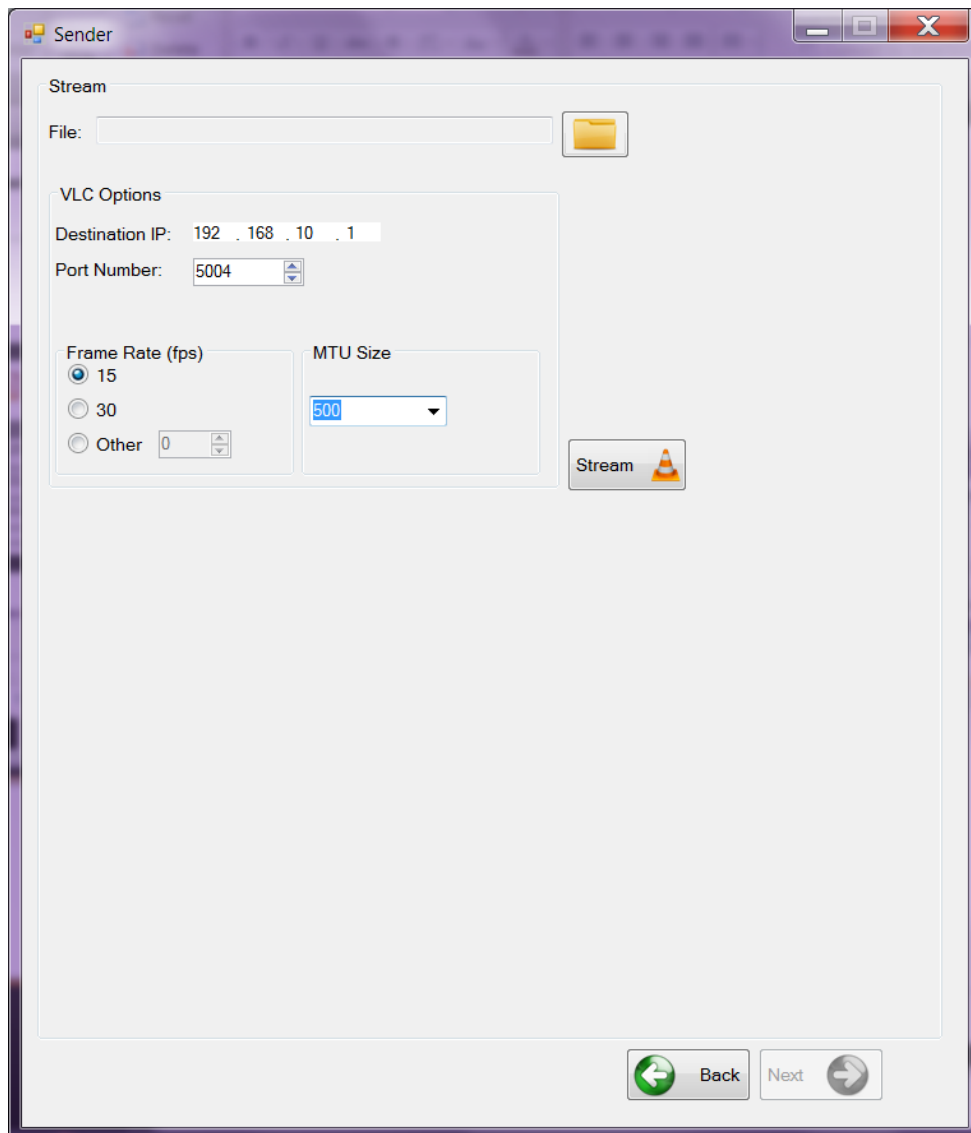 Sender
Stream
File:
VLC Options
Destination IP: 192 . 168 . 10 . 1
Port Number: 5004
Frame Rate (fps) MTU Size
15
30 500
Other 0
Stream
Back Next